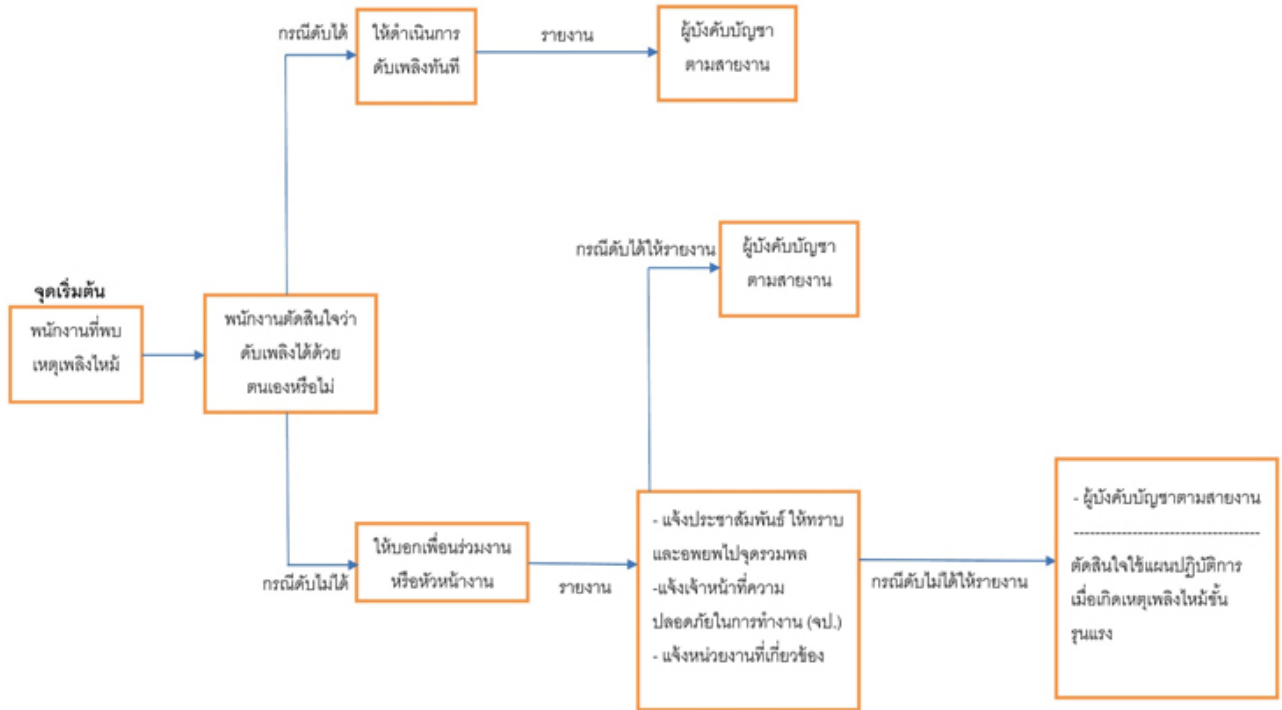 จุดเริ่มต้น
พนักงานที่พบ
เหตุเพลิงไหม้
พนักงานตัดสินใจว่า
ดับเพลิงได้ด้วย
ตนเองหรือไม่
กรณีดับได้
ให้ดำเนินการ
ดับเพลิงทันที
รายงาน
ผู้บังคับบัญชา
ตามสายงาน
กรณีดับไม่ได้
ให้บอกเพื่อนร่วมงาน
หรือหัวหน้างาน
รายงาน
- แจ้งประชาสัมพันธ์ ให้ทราบ
และอพยพไปจุดรวมพล
-แจ้งเจ้าหน้าที่ความ
ปลอดภัยในการทำงาน (จป.)
- แจ้งหน่วยงานที่เกี่ยวข้อง
กรณีดับได้ให้รายงาน
ผู้บังคับบัญชา
ตามสายงาน
กรณีดับไม่ได้ให้รายงาน
- ผู้บังคับบัญชาตามสายงาน
-----------------------------------
ตัดสินใจใช้แผนปฏิบัติการ
เมื่อเกิดเหตุเพลิงไหม้ขั้น
รุนแรง